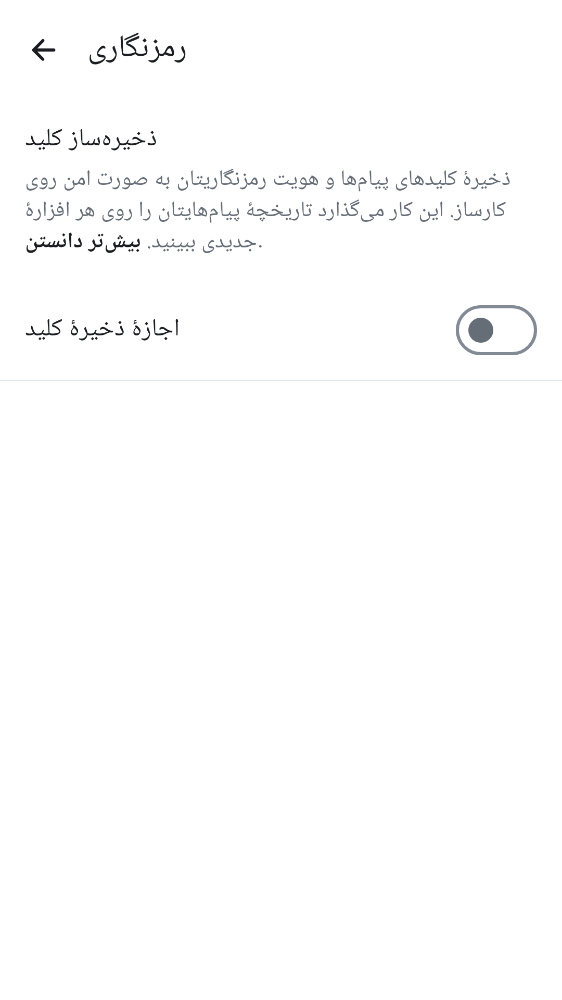 رمزنگاری
ذخیره‌ساز کلید
ذخیرهٔ کلیدهای پیام‌ها و هویت رمزنگاریتان به صورت امن روی
کارساز. این کار می‌گذارد تاریخچهٔ پیام‌هایتان را روی هر افزارهٔ
جدیدی ببینید. بیش‌تر دانستن.
اجازهٔ ذخیرهٔ کلید